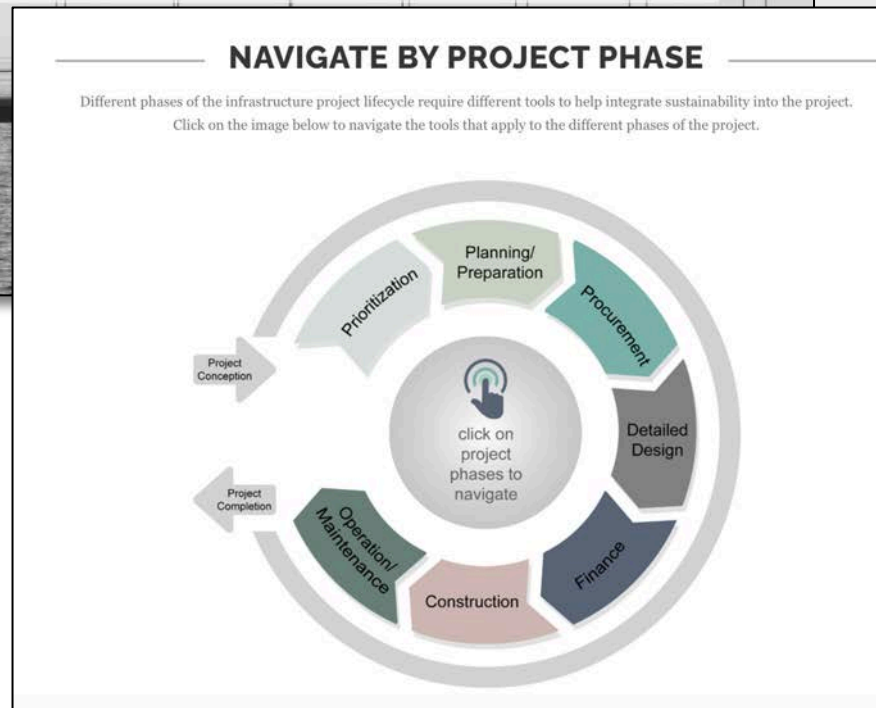 NAVIGATE BY PROJECT PHASE
Different phases of the infrastructure project lifecycle require different tools to help integrate sustainability into the project.
Click on the image below to navigate the tools that apply to the different phases of the project.
Project
Conception
Prioritization
Planning/
Preparation
Procurement
Detailed
Design
Finance
Construction
Operation/
Maintenance
Project
Completion
click on
project
phases to
navigate